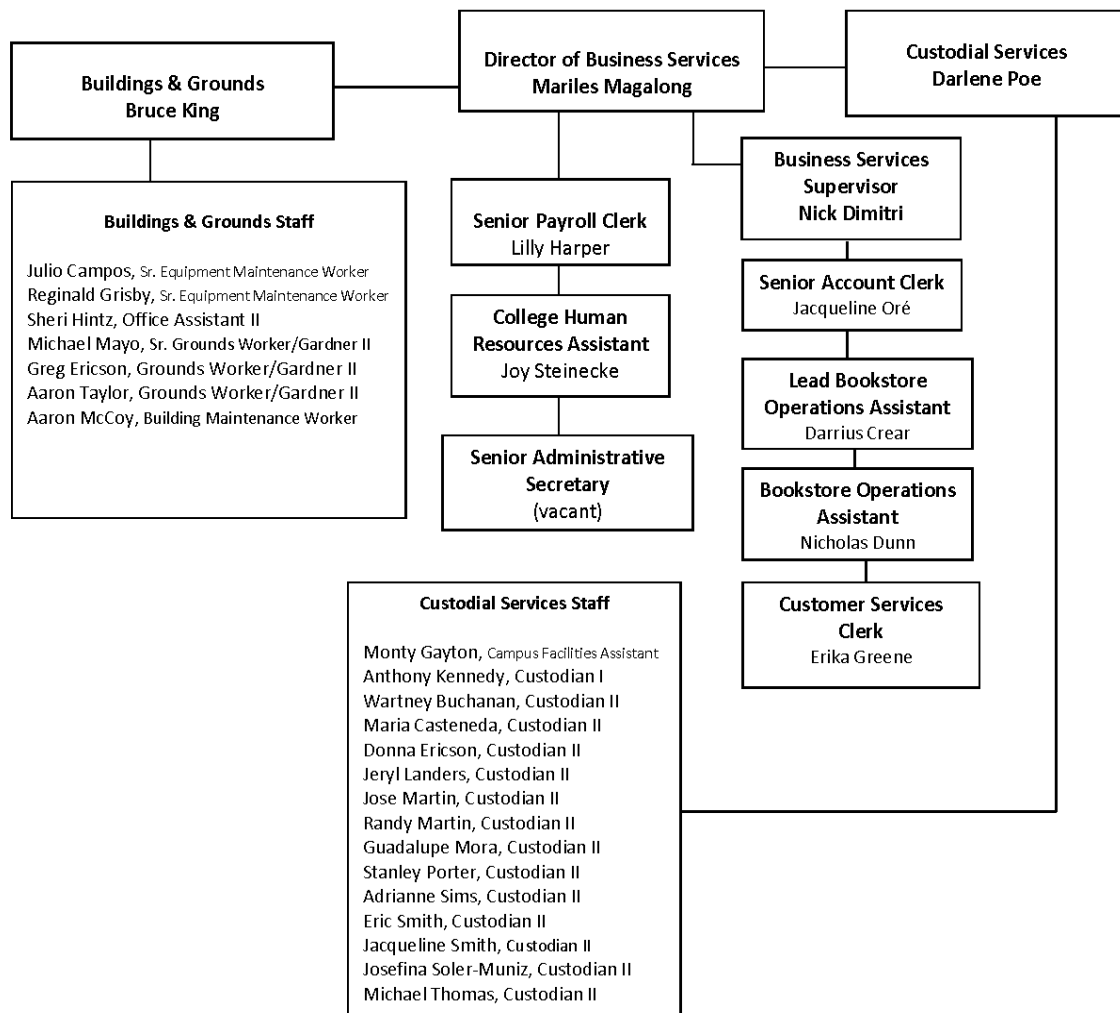 Buildings & Grounds
Bruce King
Director of Business Services
Mariles Magalong
Custodial Services
Darlene Poe
Buildings & Grounds Staff
Julio Campos, Sr. Equipment Maintenance Worker
Reginald Grisby, Sr. Equipment Maintenance Worker
Sheri Hintz, Office Assistant II
Michael Mayo, Sr. Grounds Worker/Gardner II
Greg Ericson, Grounds Worker/Gardner II
Aaron Taylor, Grounds Worker/Gardner II
Aaron McCoy, Building Maintenance Worker
Senior Payroll Clerk
Lilly Harper
College Human
Resources Assistant
Joy Steinecke
Senior Administrative
Secretary
(vacant)
Business Services
Supervisor
Nick Dimitri
Senior Account Clerk
Jacqueline Oré
Lead Bookstore
Operations Assistant
Darrius Crear
Bookstore Operations
Assistant
Nicholas Dunn
Customer Services
Clerk
Erika Greene
Custodial Services Staff
Monty Gayton, Campus Facilities Assistant
Anthony Kennedy, Custodian I
Wartney Buchanan, Custodian II
Maria Casteneda, Custodian II
Donna Ericson, Custodian II
Jeryl Landers, Custodian II
Jose Martin, Custodian II
Randy Martin, Custodian II
Guadalupe Mora, Custodian II
Stanley Porter, Custodian II
Adrianne Sims, Custodian II
Eric Smith, Custodian II
Jacqueline Smith, Custodian II
Josefina Soler-Muniz, Custodian II
Michael Thomas, Custodian II